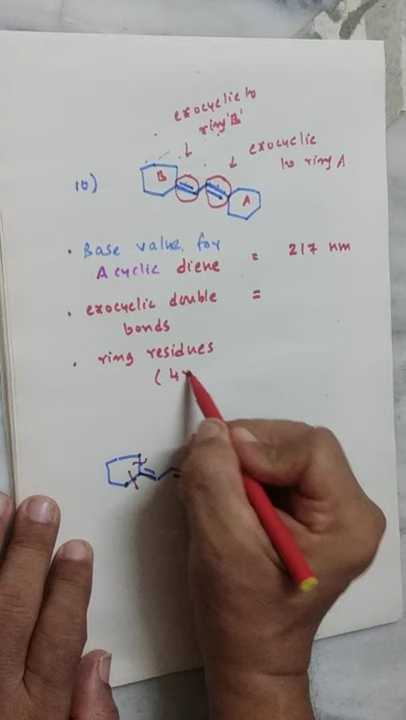 exocyclic to
ring 'B'
exocyclic
to ring A
10)
B
A
• Base value for = 217 nm
Acyclic diene
• exocyclic double =
bonds
• ring residues
(4x